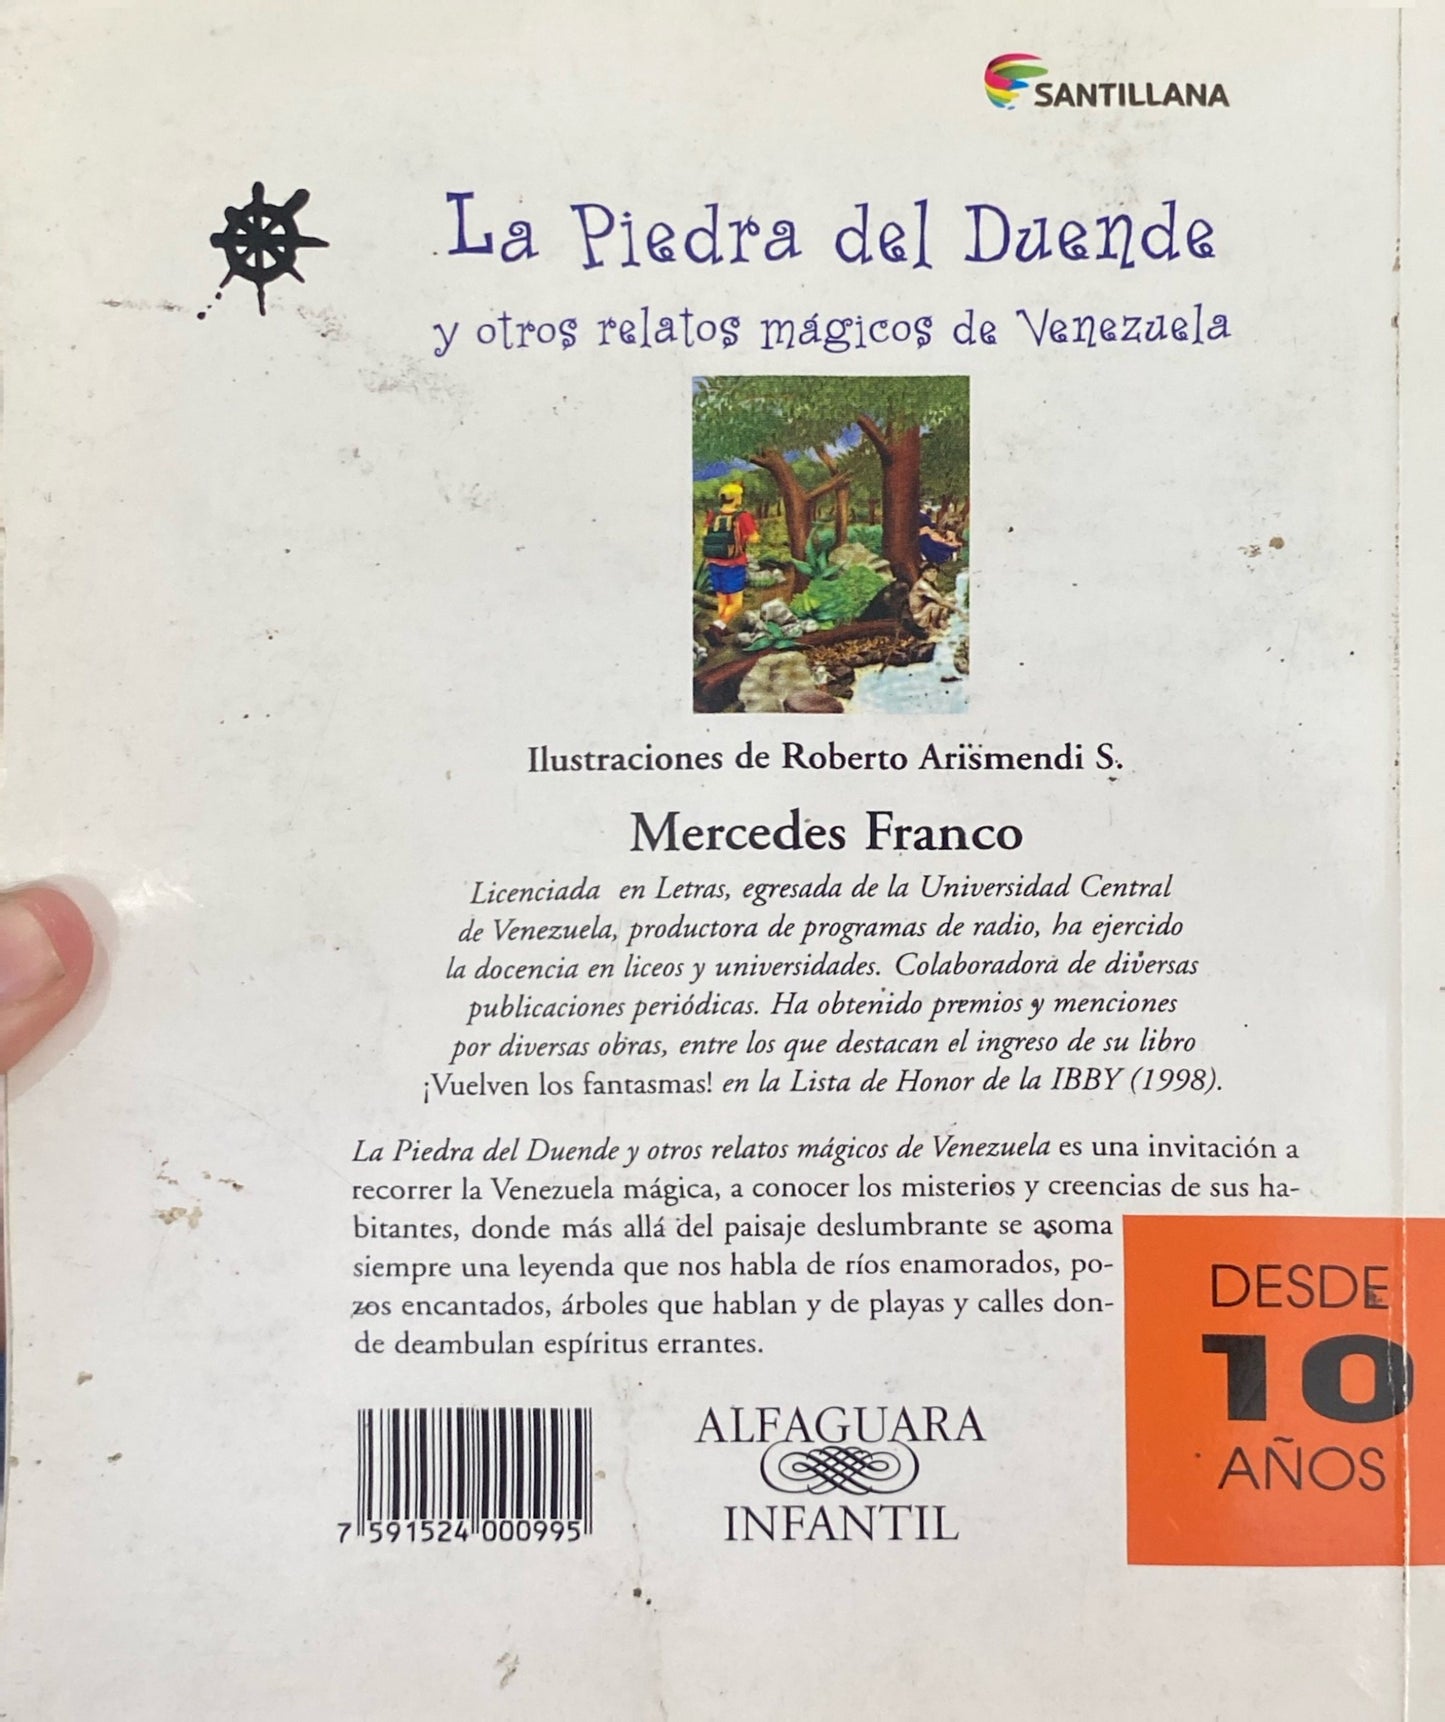 SANTILLANA
La Piedra del Duende
y otros relatos mágicos de Venezuela
Ilustraciones de Roberto Arismendi S.
Mercedes Franco
Licenciada en Letras, egresada de la Universidad Central
de Venezuela, productora de programas de radio, ha ejercido
la docencia en liceos y universidades. Colaboradora de diversas
publicaciones periódicas. Ha obtenido premios y menciones
por diversas obras, entre los que destacan el ingreso de su libro
¡Vuelven los fantasmas! en la Lista de Honor de la IBBY (1998).
La Piedra del Duende y otros relatos mágicos de Venezuela es una invitación a
recorrer la Venezuela mágica, a conocer los misterios y creencias de sus ha-
bitantes, donde más allá del paisaje deslumbrante se asoma
siempre una leyenda que nos habla de ríos enamorados, po-
zos encantados, árboles que hablan y de playas y calles don-
de deambulan espíritus errantes.
DESDE
10
AÑOS
ALFAGUARA
INFANTIL
7 591524 000995